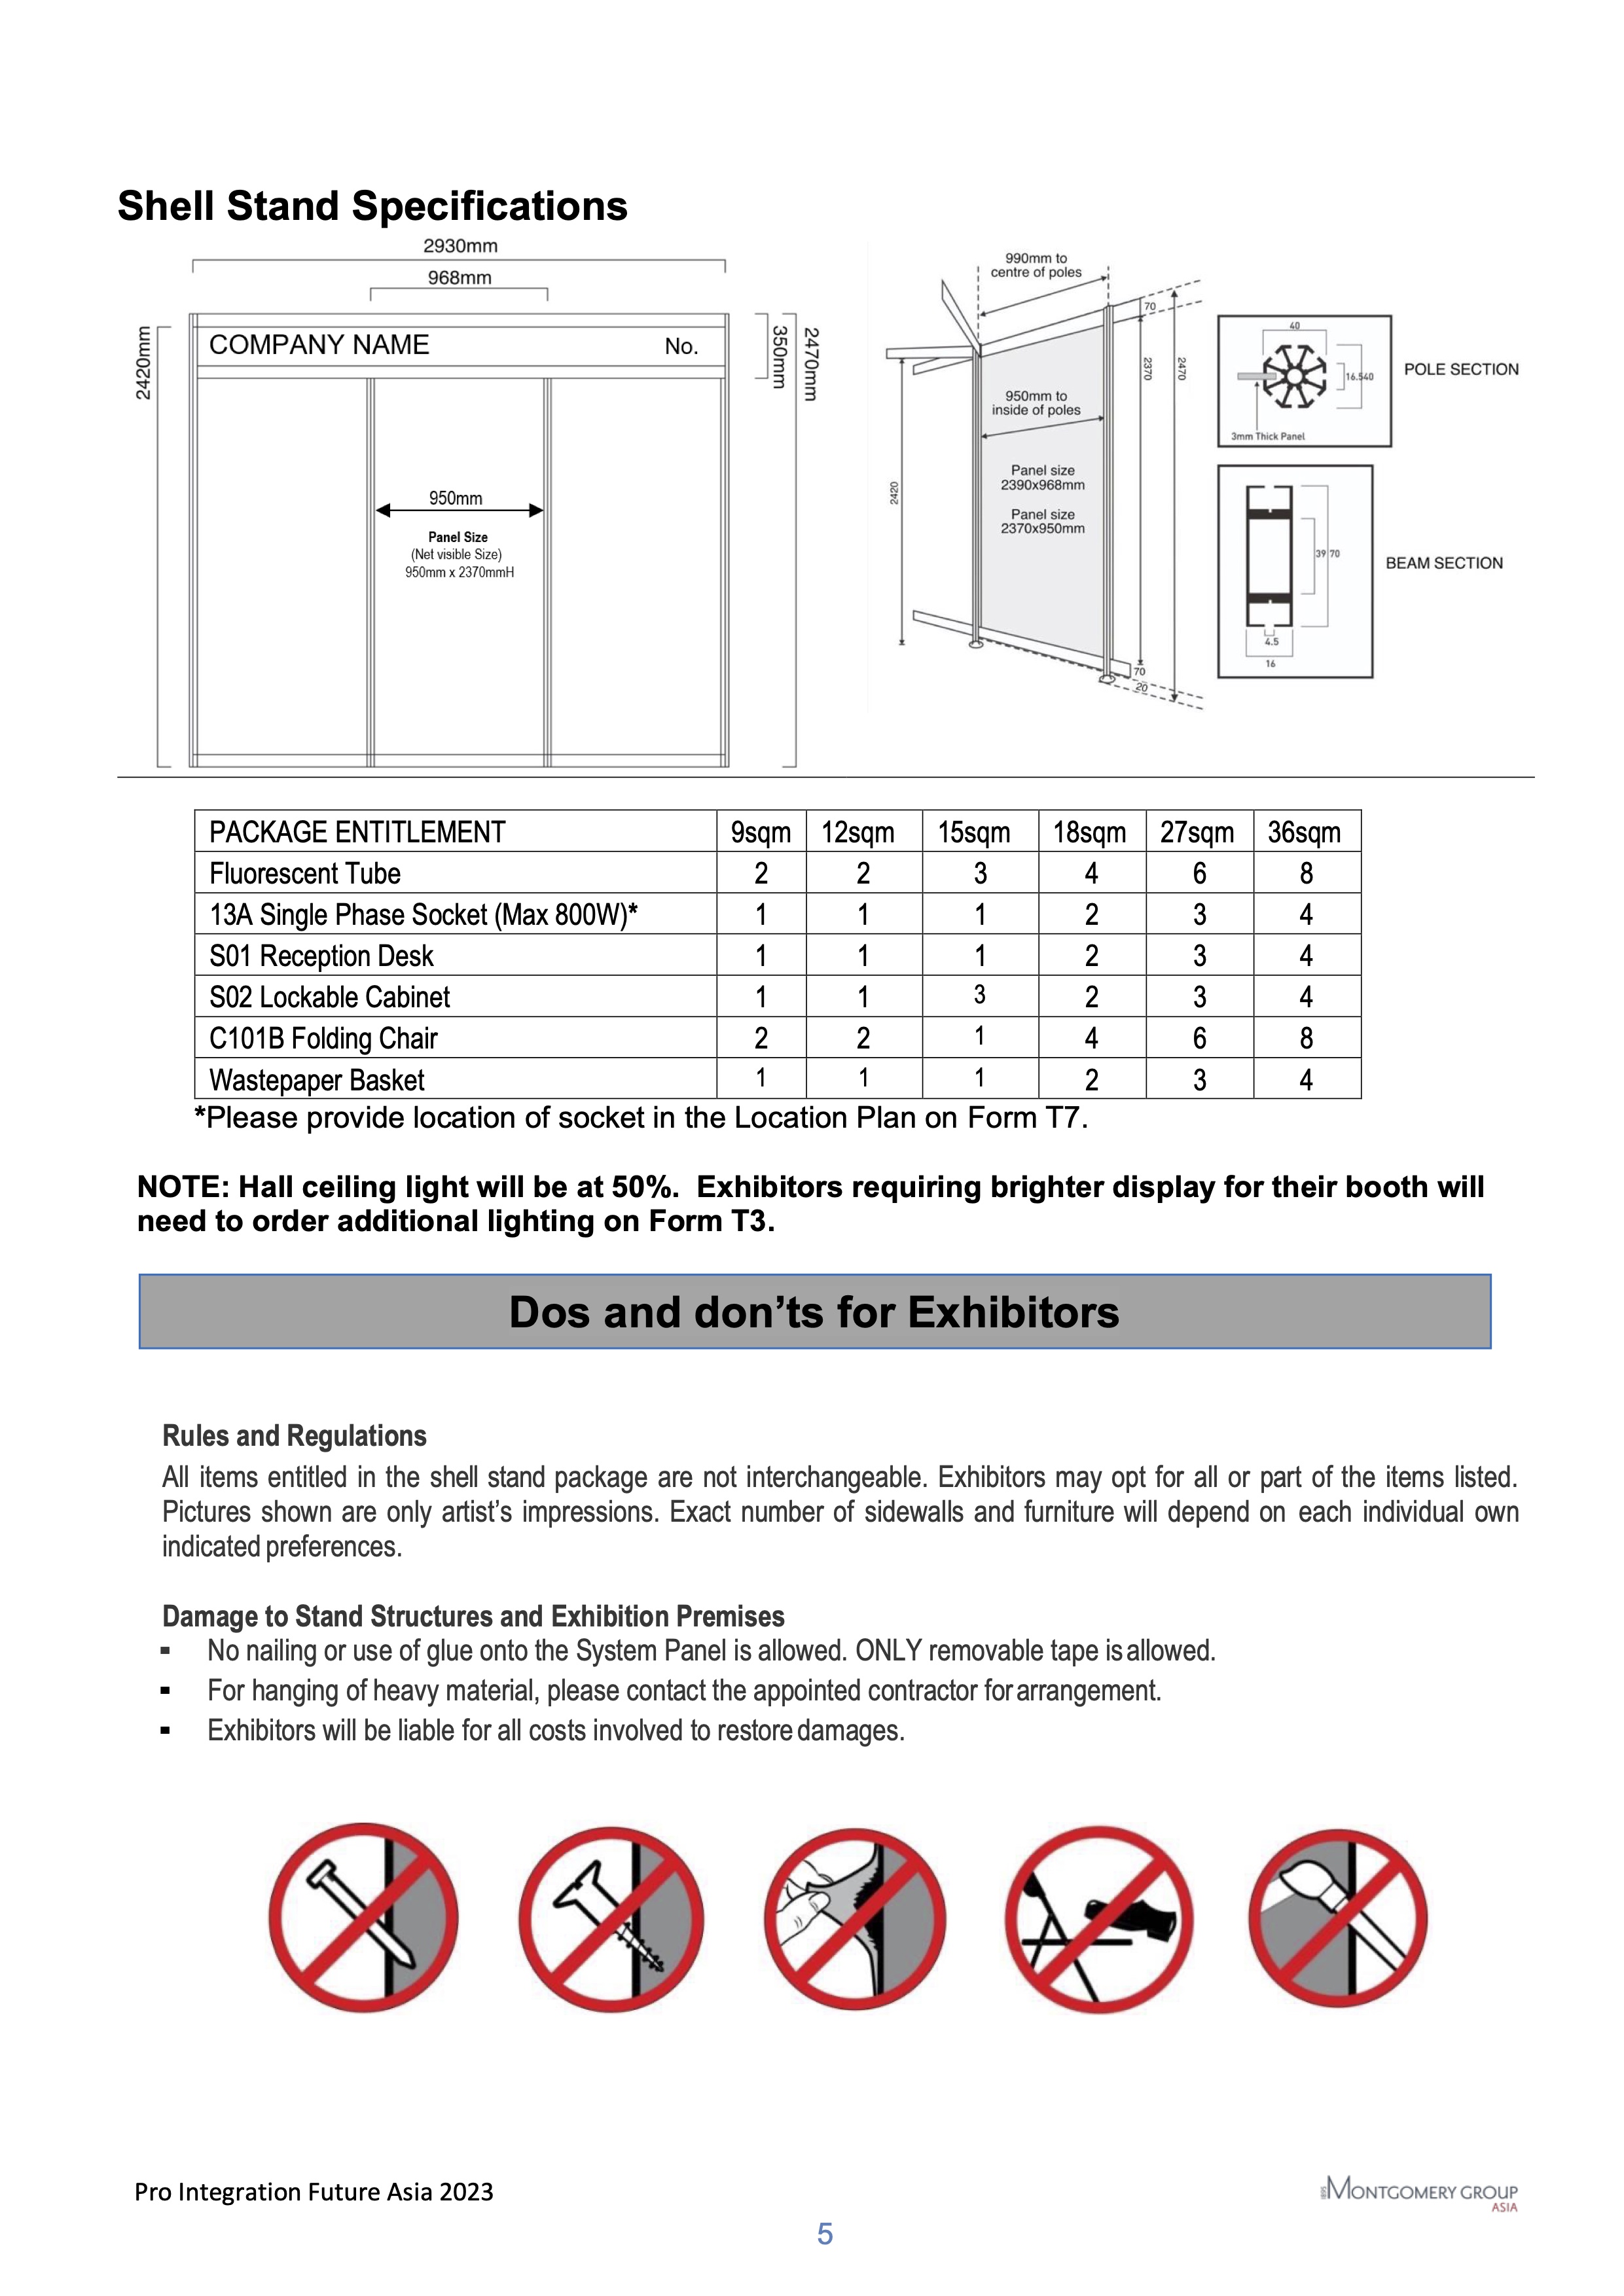 Shell Stand Specifications
2930mm
968mm
2420mm
COMPANY NAME No.
350mm
2470mm
950mm
Panel Size
(Net visible Size)
950mm x 2370mmH
990mm to
centre of poles
70
2370
2470
950mm to
inside of poles
Panel size
2390x968mm
Panel size
2370x950mm
2420
70
20
40
16.5 40
3mm Thick Panel
POLE SECTION
39 70
4.5
16
BEAM SECTION
PACKAGE ENTITLEMENT 9sqm 12sqm 15sqm 18sqm 27sqm 36sqm
Fluorescent Tube 2 2 3 4 6 8
13A Single Phase Socket (Max 800W)* 1 1 1 2 3 4
S01 Reception Desk 1 1 1 2 3 4
S02 Lockable Cabinet 1 1 3 2 3 4
C101B Folding Chair 2 2 1 4 6 8
Wastepaper Basket 1 1 1 2 3 4
*Please provide location of socket in the Location Plan on Form T7.
NOTE: Hall ceiling light will be at 50%. Exhibitors requiring brighter display for their booth will
need to order additional lighting on Form T3.
Dos and don’ts for Exhibitors
Rules and Regulations
All items entitled in the shell stand package are not interchangeable. Exhibitors may opt for all or part of the items listed.
Pictures shown are only artist’s impressions. Exact number of sidewalls and furniture will depend on each individual own
indicated preferences.
Damage to Stand Structures and Exhibition Premises
▪ No nailing or use of glue onto the System Panel is allowed. ONLY removable tape is allowed.
▪ For hanging of heavy material, please contact the appointed contractor for arrangement.
▪ Exhibitors will be liable for all costs involved to restore damages.
Pro Integration Future Asia 2023
1895 MONTGOMERY GROUP
ASIA
5